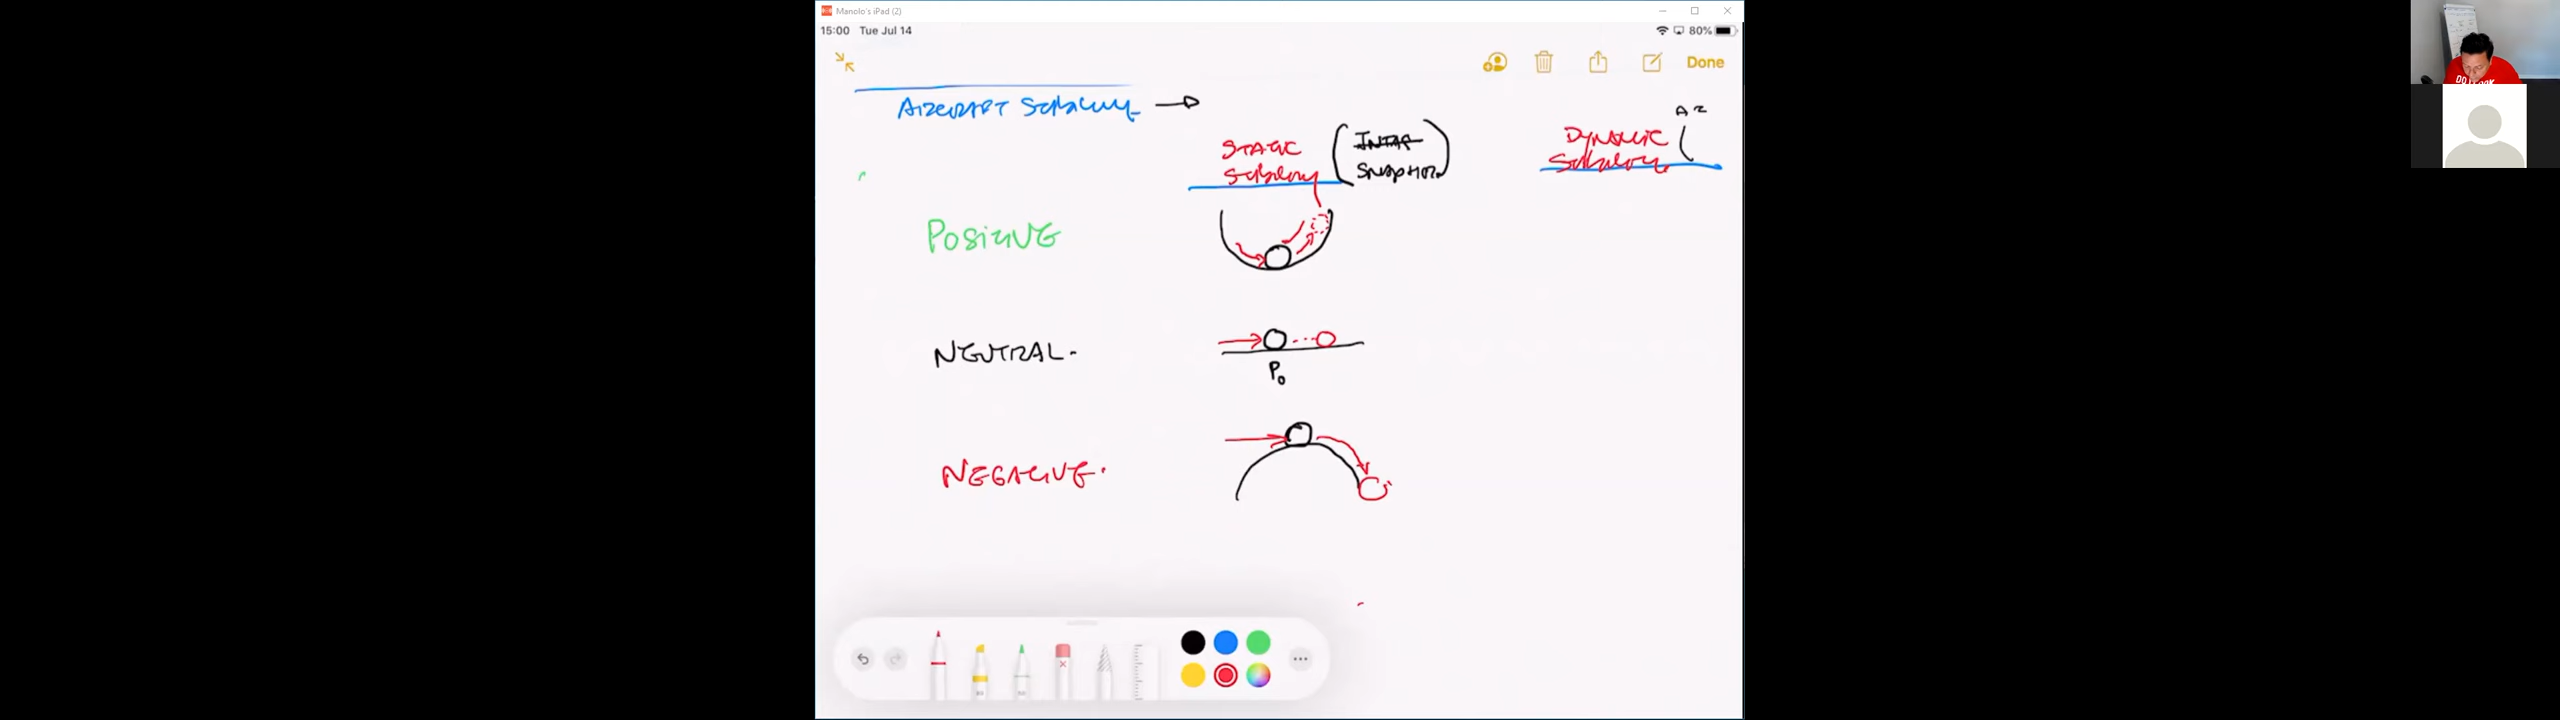 Manolo's iPad (2)
15:00 Tue Jul 14
80%
Done
AIRCRAFT STABILITY
STATIC
STABILITY
SNAPSHOT
DYNAMIC
STABILITY
POSITIVE
NEUTRAL.
P0
NEGATIVE.